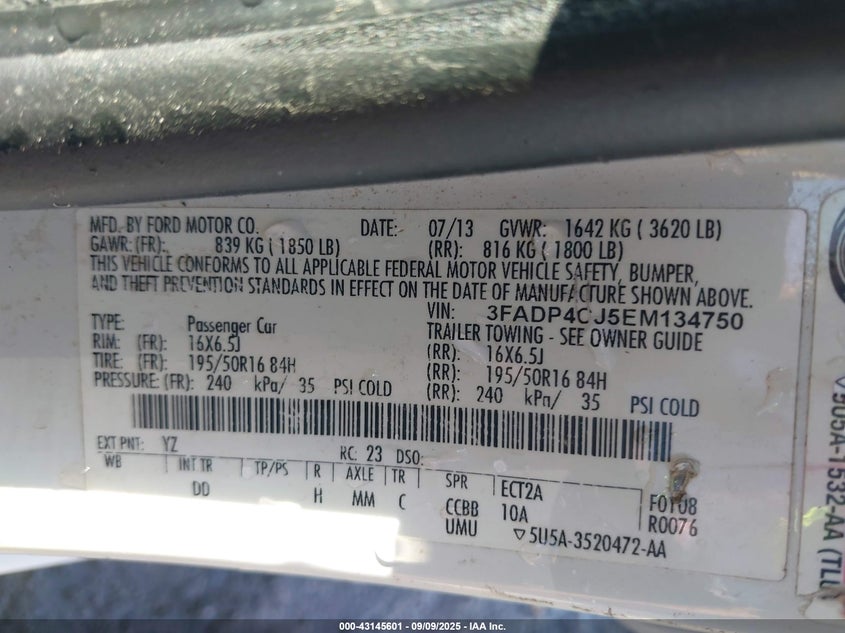 MFD. BY FORD MOTOR CO. DATE: 07/13 GVWR: 1642 KG ( 3620 LB)
GAWR: (FR): 839 KG ( 1850 LB) (RR): 816 KG ( 1800 LB)
THIS VEHICLE CONFORMS TO ALL APPLICABLE FEDERAL MOTOR VEHICLE SAFETY, BUMPER,
AND THEFT PREVENTION STANDARDS IN EFFECT ON THE DATE OF MANUFACTURE SHOWN ABOVE.
VIN: 3FADP4CJ5EM134750
TYPE: Passenger Car TRAILER TOWING - SEE OWNER GUIDE
RIM: (FR): 16X6.5J (RR): 16X6.5J
TIRE: (FR): 195/50R16 84H (RR): 195/50R16 84H
PRESSURE: (FR): 240 kPa/ 35 PSI COLD (RR): 240 kPa/ 35 PSI COLD
EXT PNT: YZ RC: 23 DSO:
WB INT TR TP/PS R AXLE TR SPR ECT2A
DD H MM C CCBB 10A F0108
UMU ▽5U5A-3520472-AA R0076
5U5A-1532-AA (TLU
000-43145601 - 09/09/2025 - IAA Inc.